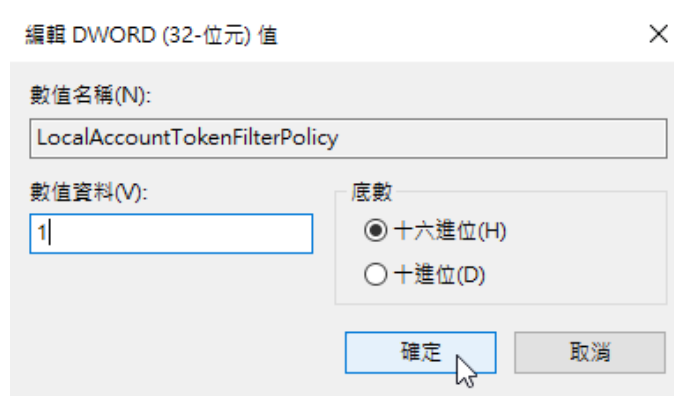 編輯 DWORD (32-位元) 值
數值名稱(N):
LocalAccountTokenFilterPolicy
數值資料(V):
1
底數
十六進位(H)
十進位(D)
確定
取消